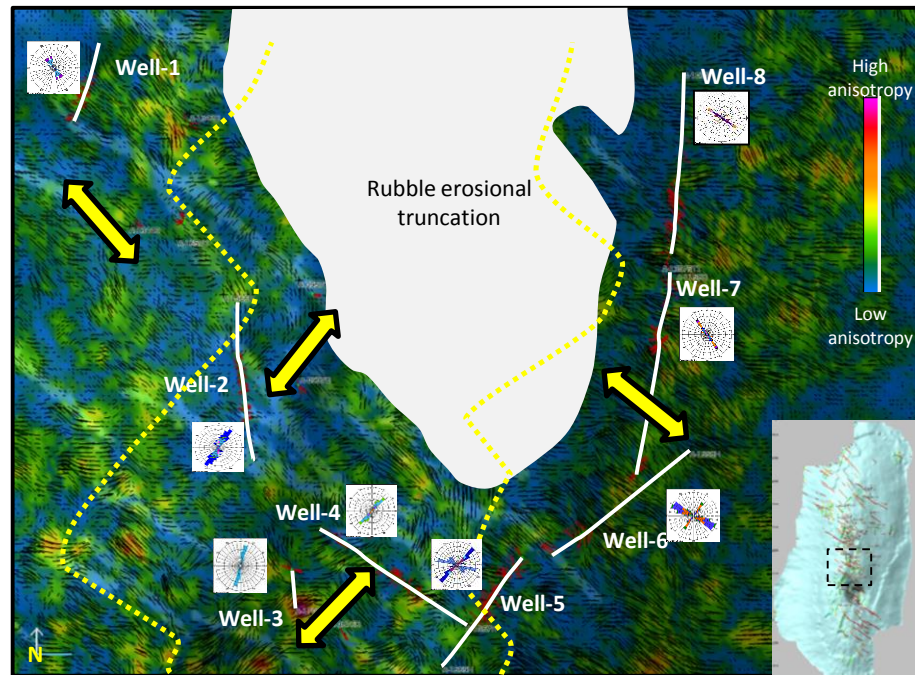 Well-1
Well-8
High
anisotropy
Rubble erosional
truncation
Well-7
Low
anisotropy
Well-2
Well-4
Well-6
Well-5
Well-3
N